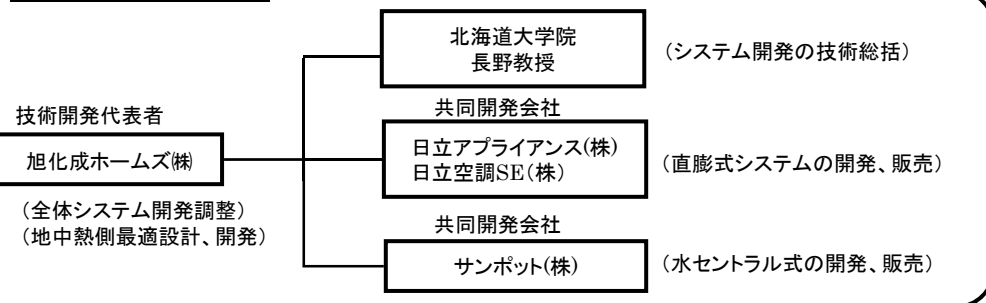 北海道大学院
長野教授
(システム開発の技術総括)
技術開発代表者
旭化成ホームズ㈱
(全体システム開発調整)
(地中熱側最適設計、開発)
共同開発会社
日立アプライアンス(株)
日立空調SE(株)
(直膨式システムの開発、販売)
共同開発会社
サンポット(株)
(水セントラル式の開発、販売)